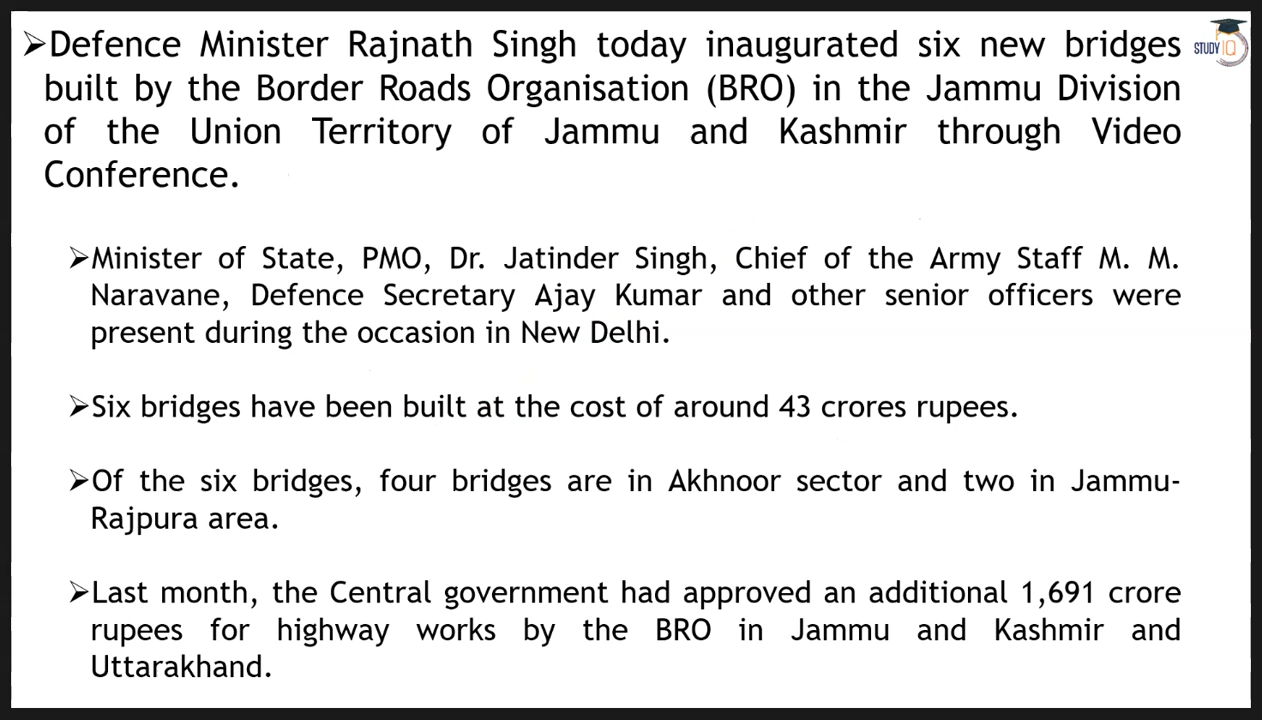 ➢Defence Minister Rajnath Singh today inaugurated six new bridges
built by the Border Roads Organisation (BRO) in the Jammu Division
of the Union Territory of Jammu and Kashmir through Video
Conference.
➢Minister of State, PMO, Dr. Jatinder Singh, Chief of the Army Staff M. M.
Naravane, Defence Secretary Ajay Kumar and other senior officers were
present during the occasion in New Delhi.
➢Six bridges have been built at the cost of around 43 crores rupees.
➢Of the six bridges, four bridges are in Akhnoor sector and two in Jammu-
Rajpura area.
➢Last month, the Central government had approved an additional 1,691 crore
rupees for highway works by the BRO in Jammu and Kashmir and
Uttarakhand.
STUDY IQ